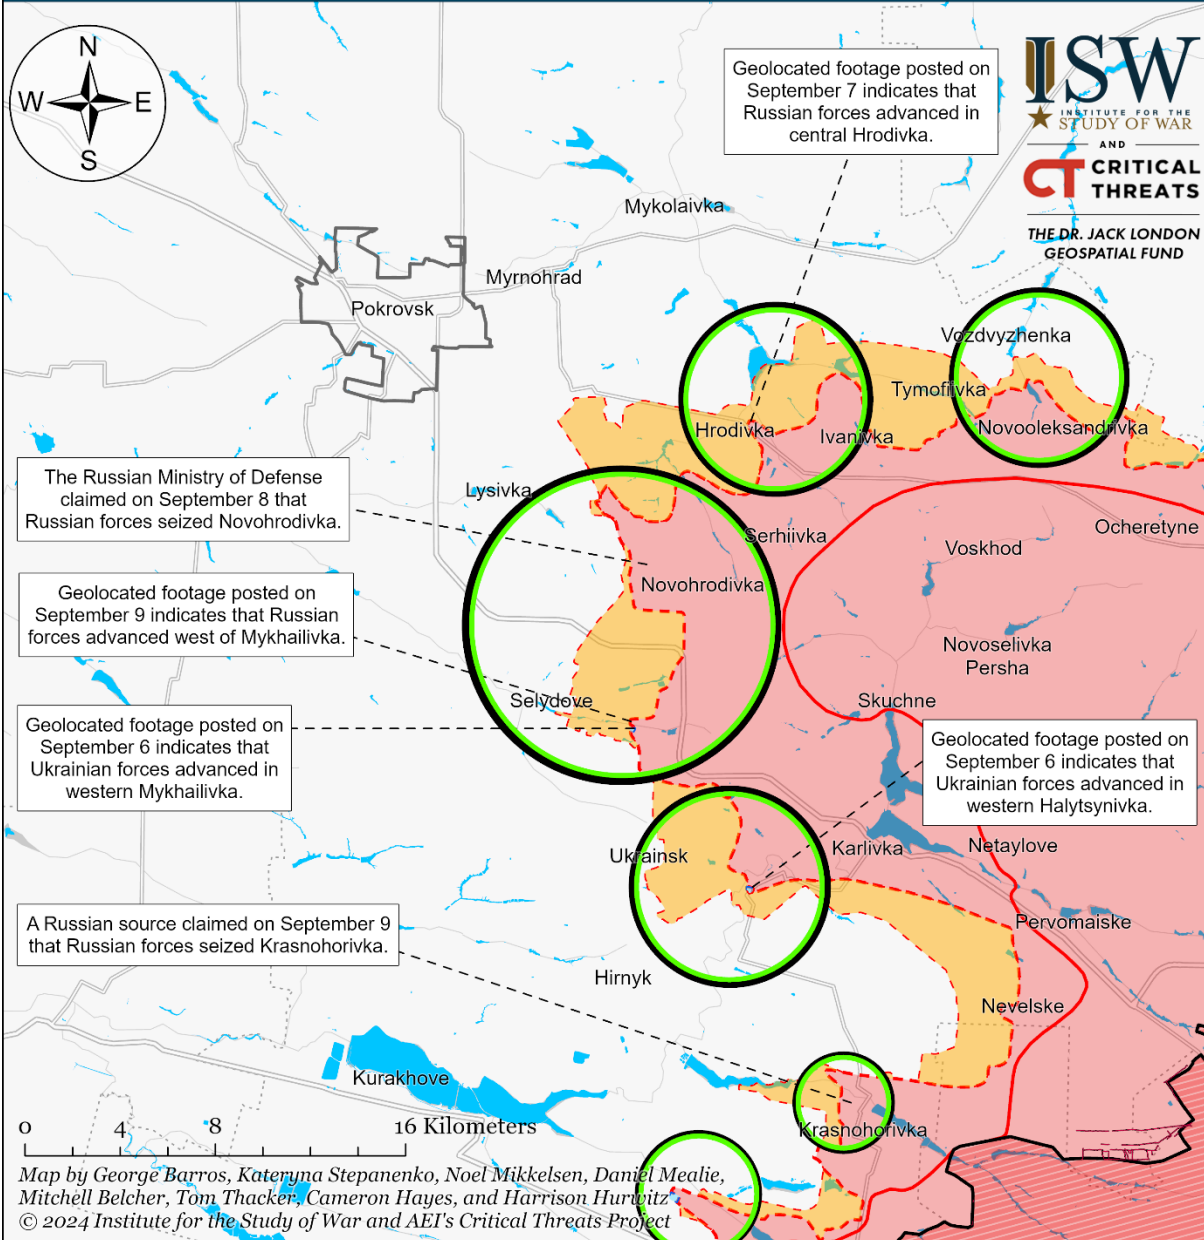 N
W
E
S
Geolocated footage posted on
September 7 indicates that
Russian forces advanced in
central Hrodivka.
ISW
INSTITUTE FOR THE
STUDY OF WAR
AND
CT CRITICAL
THREATS
THE DR. JACK LONDON
GEOSPATIAL FUND
Mykolaivka
Myrnohrad
Pokrovsk
Vozdvyzhenka
Tymofiivka
Hrodivka
Ivanivka
Novooleksandrivka
The Russian Ministry of Defense
claimed on September 8 that
Russian forces seized Novohrodivka.
Lysivka
Serhiivka
Ocheretyne
Voskhod
Geolocated footage posted on
September 9 indicates that Russian
forces advanced west of Mykhailivka.
Novohrodivka
Novoselivka
Persha
Selydove
Skuchne
Geolocated footage posted on
September 6 indicates that
Ukrainian forces advanced in
western Mykhailivka.
Geolocated footage posted on
September 6 indicates that
Ukrainian forces advanced in
western Halytsynivka.
Ukrainsk
Karlivka
Netaylove
A Russian source claimed on September 9
that Russian forces seized Krasnohorivka.
Pervomaiske
Hirnyk
Nevelske
Kurakhove
Krasnohorivka
0 4 8 16 Kilometers
Map by George Barros, Kateryna Stepanenko, Noel Mikkelsen, Daniel Mealie,
Mitchell Belcher, Tom Thacker, Cameron Hayes, and Harrison Hurwitz
© 2024 Institute for the Study of War and AEI's Critical Threats Project